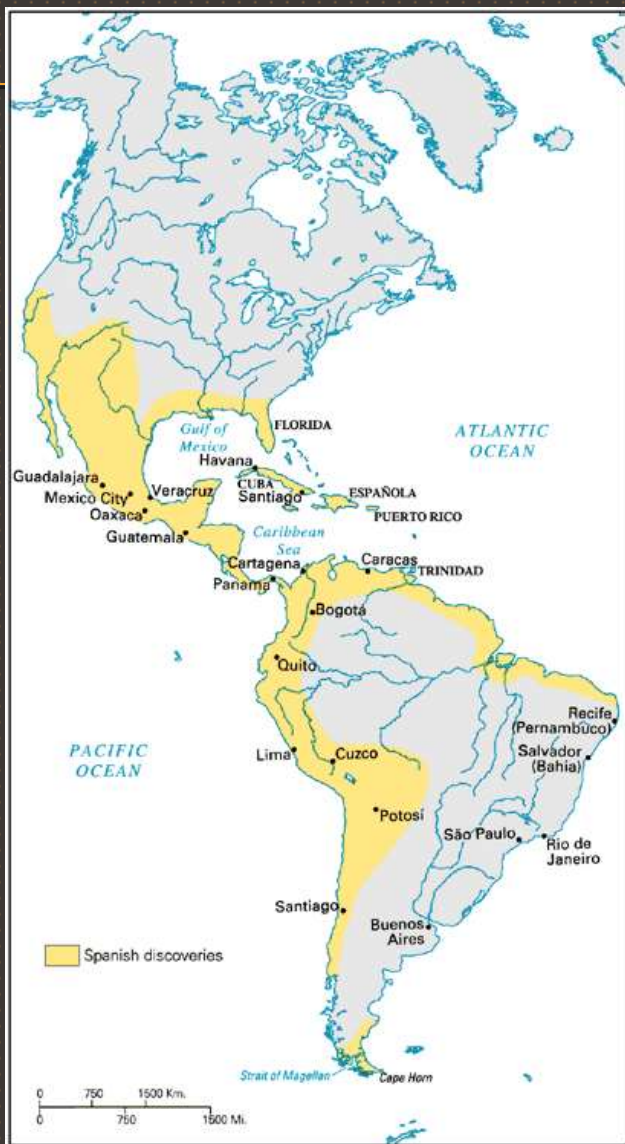 FLORIDA
Gulf of
Mexico
ATLANTIC
OCEAN
Havana
Guadalajara
CUBA
ESPAÑOLA
Mexico City
Veracruz
Santiago
Oaxaca
PUERTO RICO
Guatemala
Caribbean
Sea
Cartagena
Caracas
TRINIDAD
Panama
Bogotá
Quito
Recife
(Pernambuco)
PACIFIC
OCEAN
Lima
Cuzco
Salvador
(Bahia)
Potosí
São Paulo
Rio de
Janeiro
Santiago
Buenos
Aires
Spanish discoveries
Strait of Magellan
Cape Horn
0 750 1500 Km.
0 750 1500 Mi.